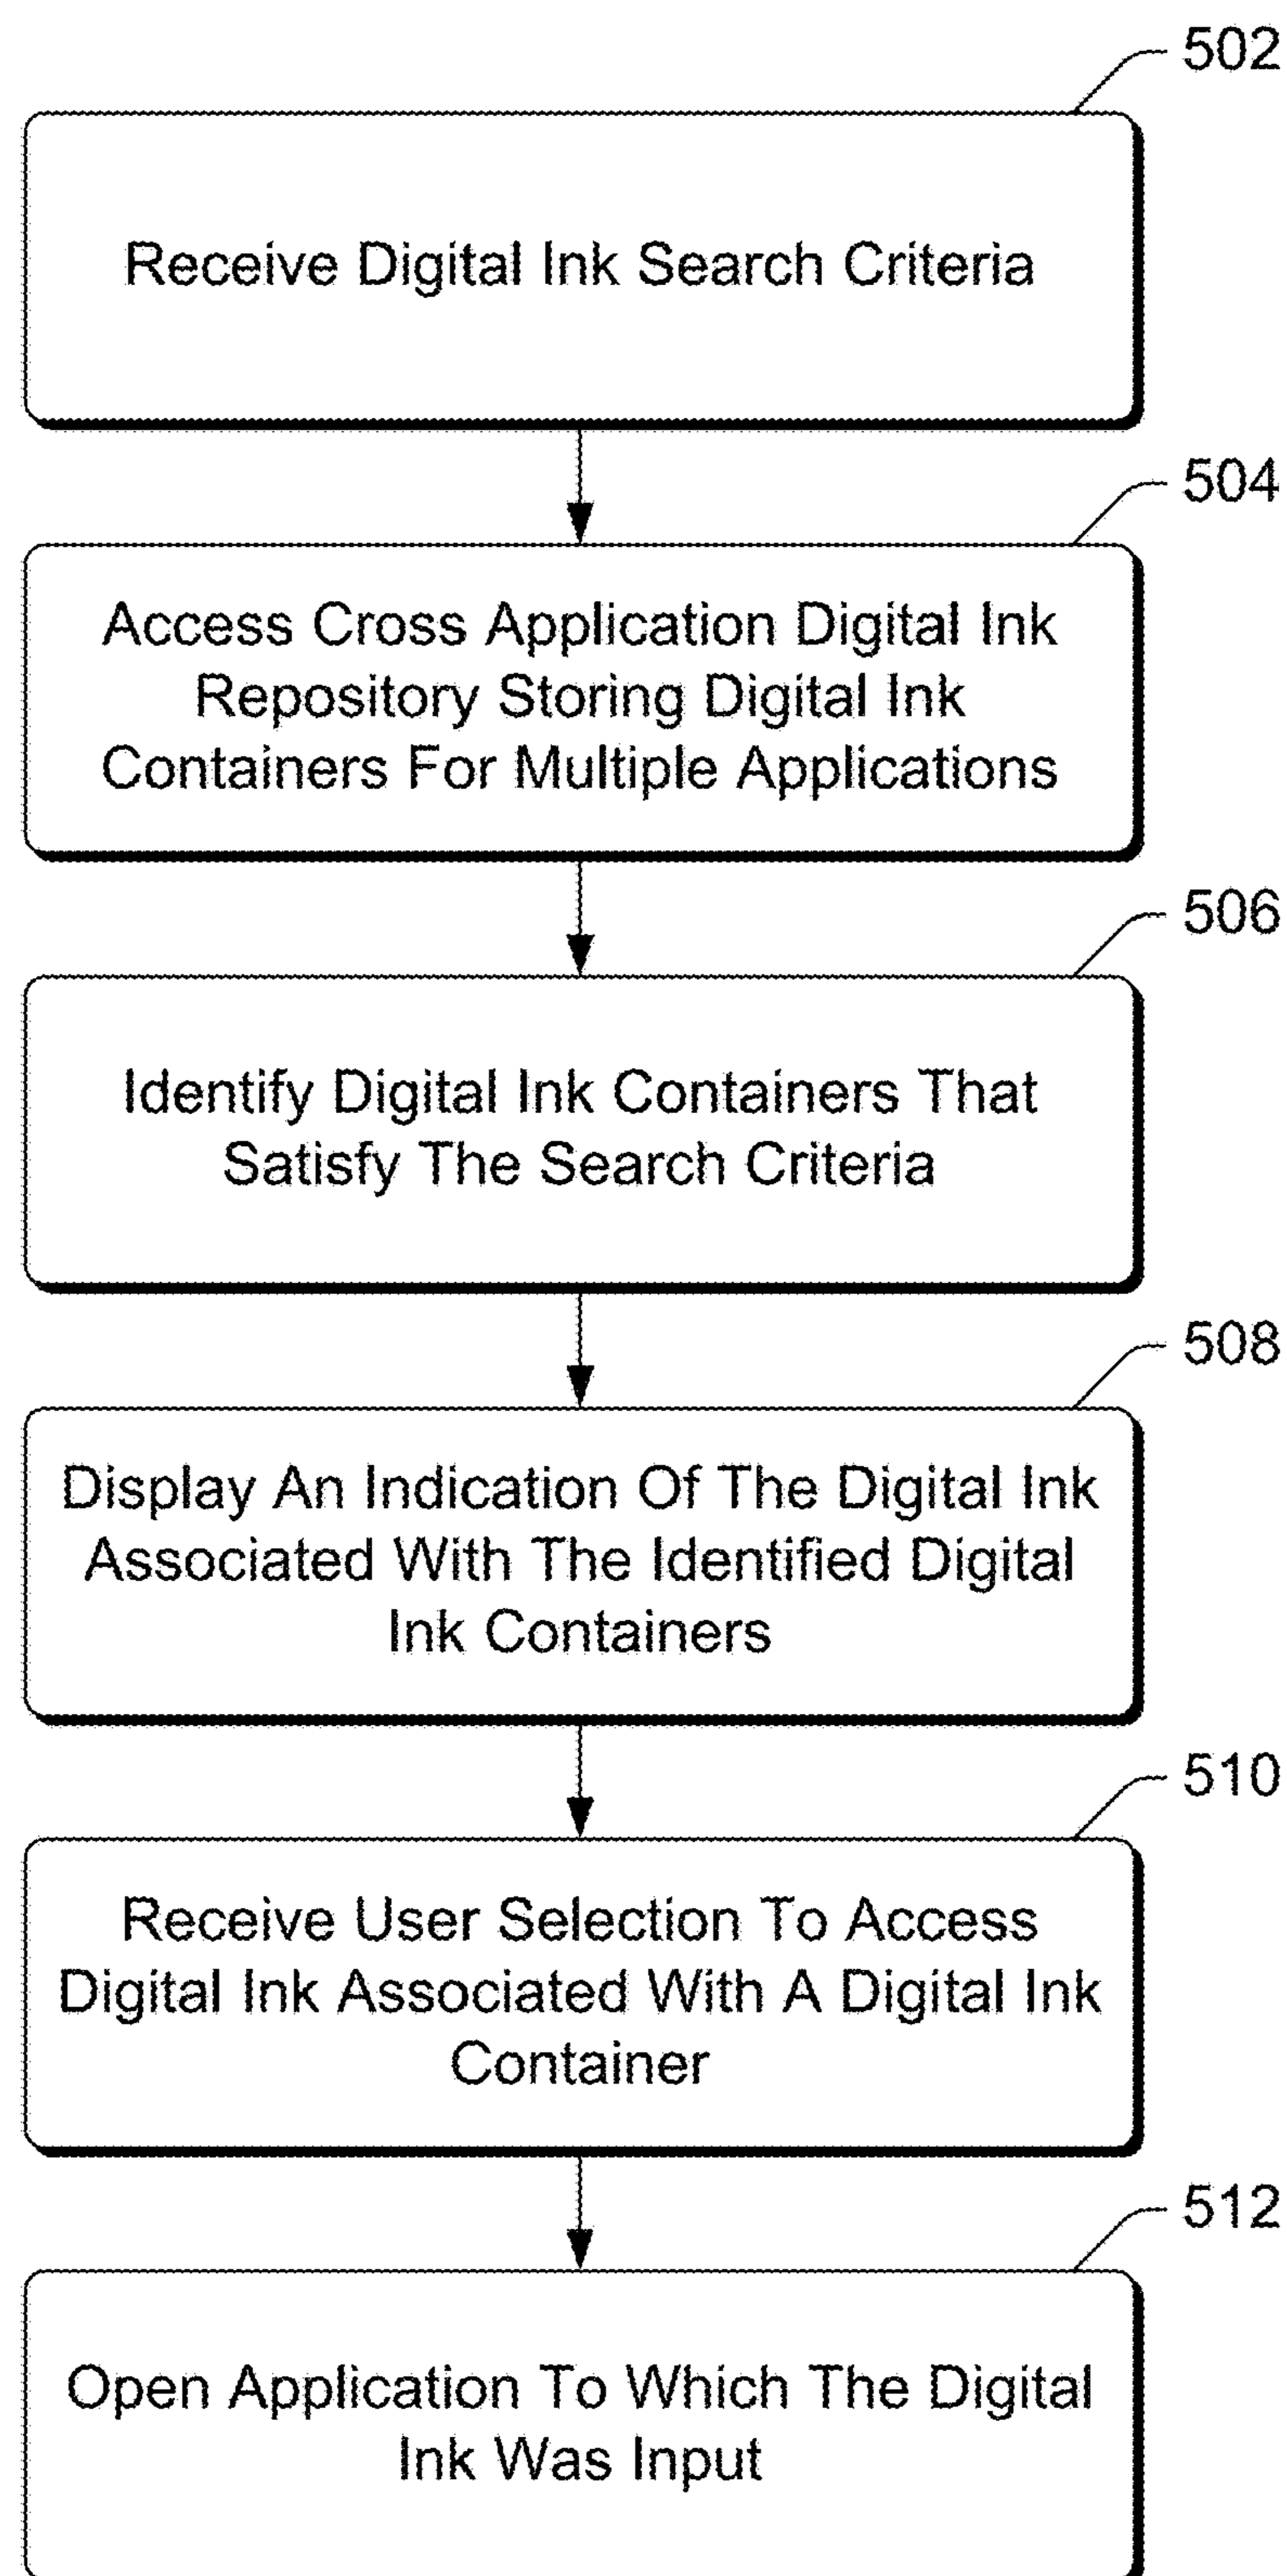 502
Receive Digital Ink Search Criteria
504
Access Cross Application Digital Ink
Repository Storing Digital Ink
Containers For Multiple Applications
506
Identify Digital Ink Containers That
Satisfy The Search Criteria
508
Display An Indication Of The Digital Ink
Associated With The Identified Digital
Ink Containers
510
Receive User Selection To Access
Digital Ink Associated With A Digital Ink
Container
512
Open Application To Which The Digital
Ink Was Input